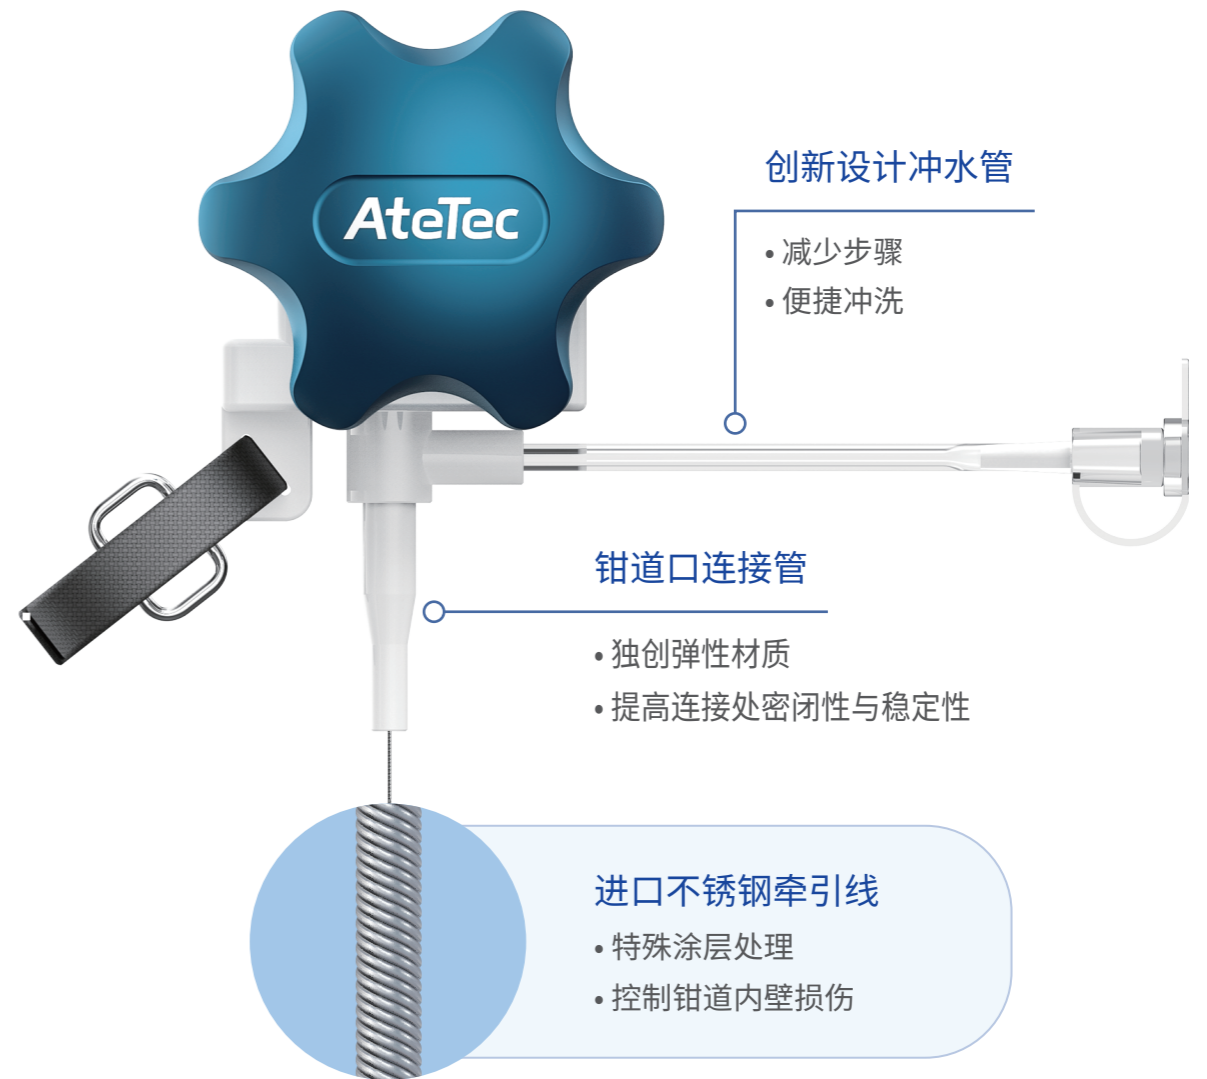 AteTec
创新设计冲水管
• 减少步骤
• 便捷冲洗
钳道口连接管
• 独创弹性材质
• 提高连接处密闭性与稳定性
进口不锈钢牵引线
• 特殊涂层处理
• 控制钳道内壁损伤